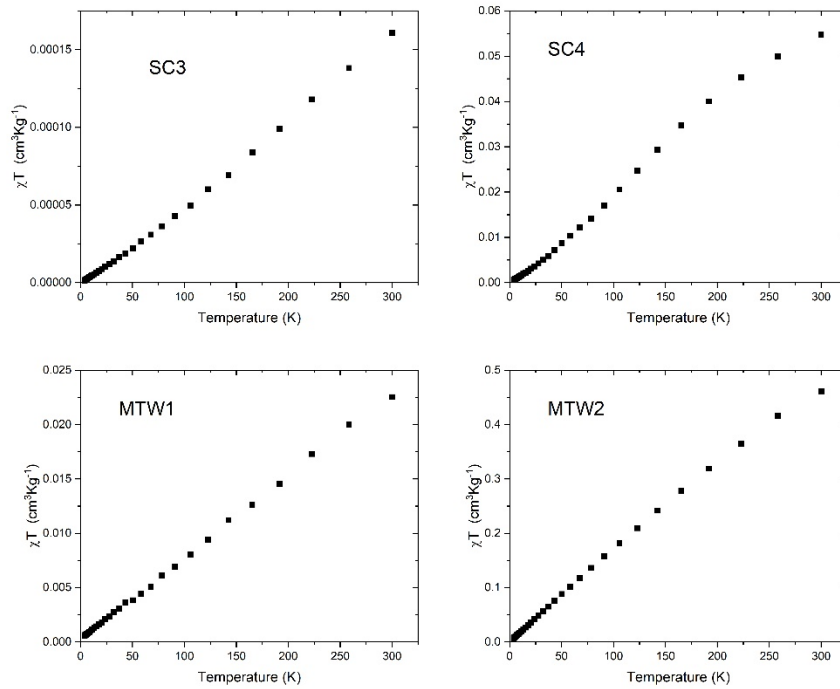 SC3
χT (cm³Kg⁻¹)
0.00015
0.00010
0.00005
0.00000
0 50 100 150 200 250 300
Temperature (K)
SC4
χT (cm³Kg⁻¹)
0.06
0.05
0.04
0.03
0.02
0.01
0.00
0 50 100 150 200 250 300
Temperature (K)
MTW1
χT (cm³Kg⁻¹)
0.025
0.020
0.015
0.010
0.005
0.000
0 50 100 150 200 250 300
Temperature (K)
MTW2
χT (cm³Kg⁻¹)
0.5
0.4
0.3
0.2
0.1
0.0
0 50 100 150 200 250 300
Temperature (K)